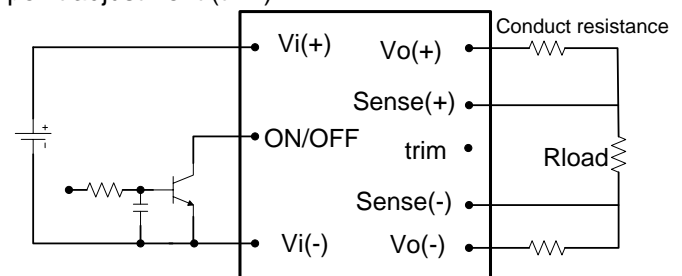 Conduct resistance
Vi(+)
Vo(+)
Sense(+)
ON/OFF
trim
Rload
Sense(-)
Vi(-)
Vo(-)
+
-